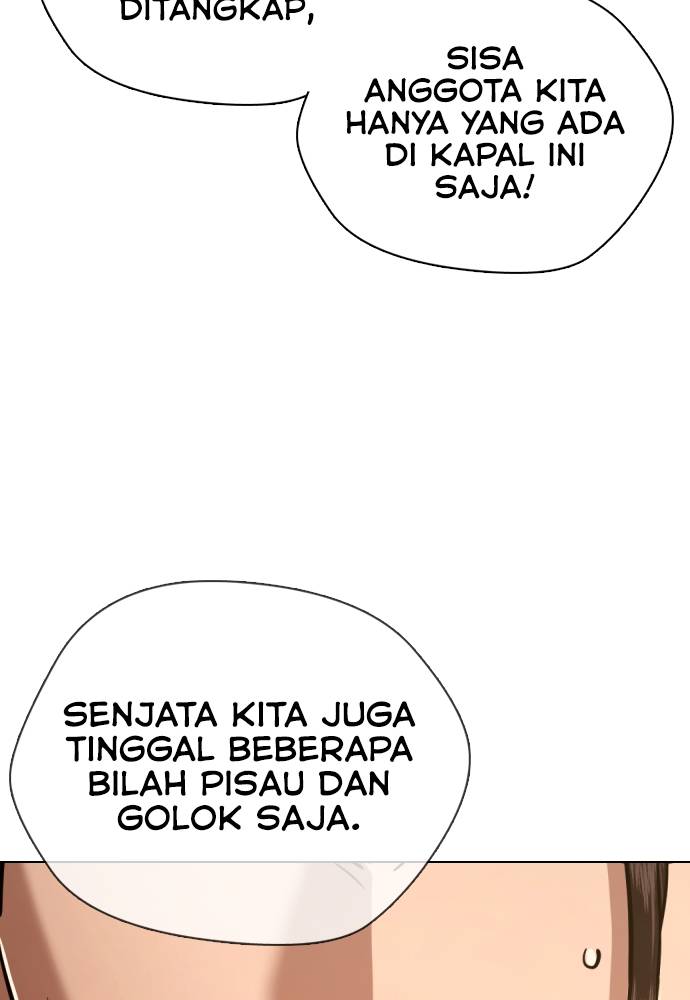 DITANGKAP,
SISA
ANGGOTA KITA
HANYA YANG ADA
DI KAPAL INI
SAJA!
SENJATA KITA JUGA
TINGGAL BEBERAPA
BILAH PISAU DAN
GOLOK SAJA.